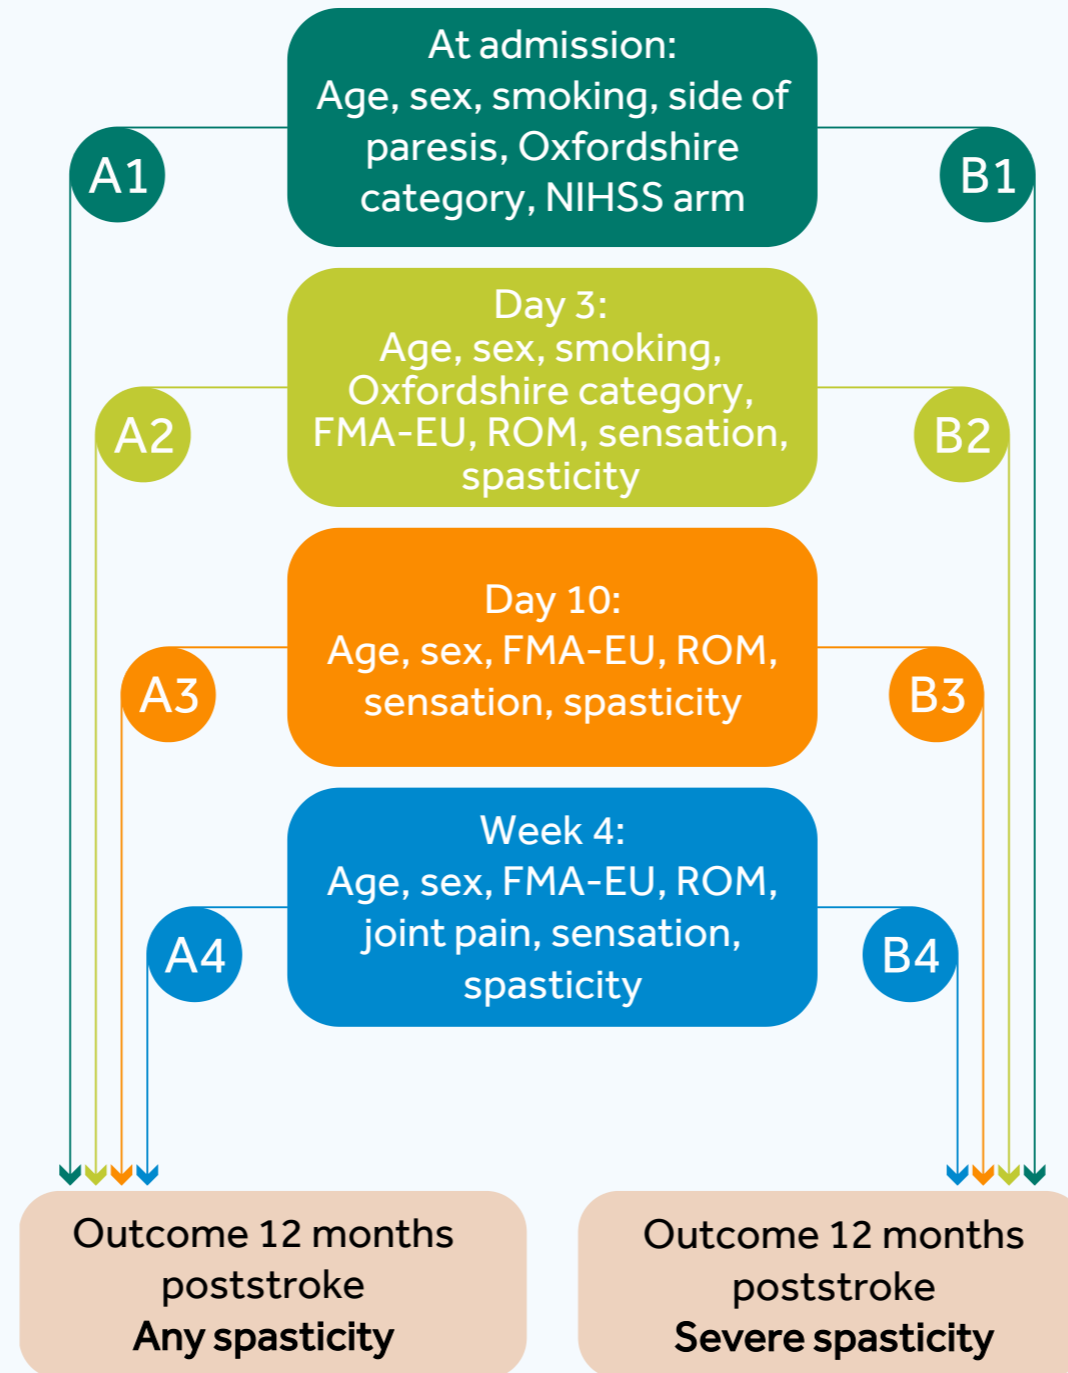 At admission:
Age, sex, smoking, side of
paresis, Oxfordshire
category, NIHSS arm
A1
B1
Day 3:
Age, sex, smoking,
Oxfordshire category,
FMA-EU, ROM, sensation,
spasticity
A2
B2
Day 10:
Age, sex, FMA-EU, ROM,
sensation, spasticity
A3
B3
Week 4:
Age, sex, FMA-EU, ROM,
joint pain, sensation,
spasticity
A4
B4
Outcome 12 months
poststroke
Any spasticity
Outcome 12 months
poststroke
Severe spasticity